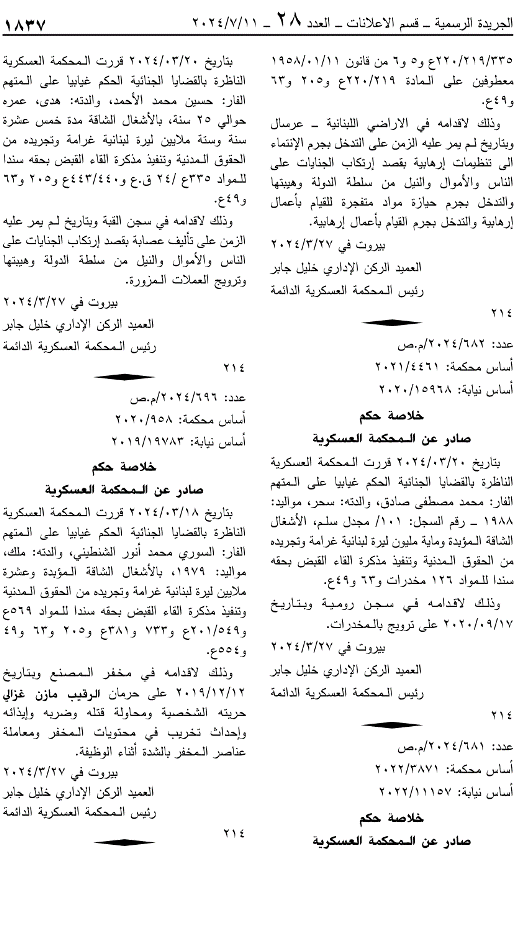 الجريدة الرسمية ــ قسم الاعلانات ــ العدد ٢٨ ــ ٢٠٢٤/٧/١١
١٨٣٧
٢٢٠/٢١٩/٣٣٥ع و٥ و٦ من قانون ١٩٥٨/٠١/١١
معطوفين على المادة ٢٢٠/٢١٩ع و٢٠٥ و٦٣
و٤٩ع.
وذلك لاقدامه في الاراضي اللبنانية ــ عرسال
وبتاريخ لم يمر عليه الزمن على التدخل بجرم الإنتماء
الى تنظيمات إرهابية بقصد إرتكاب الجنايات على
الناس والأموال والنيل من سلطة الدولة وهيبتها
والتدخل بجرم حيازة مواد متفجرة للقيام بأعمال
إرهابية والتدخل بجرم القيام بأعمال إرهابية.
بيروت في ٢٠٢٤/٣/٢٧
العميد الركن الإداري خليل جابر
رئيس المحكمة العسكرية الدائمة
٢١٤
عدد: ٢٠٢٤/٦٨٢/م.ص
أساس محكمة: ٢٠٢١/٤٤٦١
أساس نيابة: ٢٠٢٠/١٥٩٦٨
خلاصة حكم
صادر عن المحكمة العسكرية
بتاريخ ٢٠٢٤/٠٣/٢٠ قررت المحكمة العسكرية
الناظرة بالقضايا الجنائية الحكم غيابيا على المتهم
الفار: محمد مصطفى صادق، والدته: سحر، مواليد:
١٩٨٨ ــ رقم السجل: ١٠١/ مجدل سلم، الأشغال
الشاقة المؤبدة وماية مليون ليرة لبنانية غرامة وتجريده
من الحقوق المدنية وتنفيذ مذكرة القاء القبض بحقه
سندا للمواد ١٢٦ مخدرات و٦٣ و٤٩ع.
وذلك لاقدامه في سجن رومية وبتاريخ
٢٠٢٠/٠٩/١٧ على ترويج بالمخدرات.
بيروت في ٢٠٢٤/٣/٢٧
العميد الركن الإداري خليل جابر
رئيس المحكمة العسكرية الدائمة
٢١٤
عدد: ٢٠٢٤/٦٨١/م.ص
أساس محكمة: ٢٠٢٢/٣٨٧١
أساس نيابة: ٢٠٢٢/١١١٥٧
خلاصة حكم
صادر عن المحكمة العسكرية
بتاريخ ٢٠٢٤/٠٣/٢٠ قررت المحكمة العسكرية
الناظرة بالقضايا الجنائية الحكم غيابيا على المتهم
الفار: حسين محمد الأحمد، والدته: هدى، عمره
حوالي ٢٥ سنة، بالأشغال الشاقة مدة خمس عشرة
سنة وستة ملايين ليرة لبنانية غرامة وتجريده من
الحقوق المدنية وتنفيذ مذكرة القاء القبض بحقه سندا
للمواد ٣٣٥ع /٢٤ ق.ع و٤٤٣/٤٤٠ع و٢٠٥ و٦٣
و٤٩ع.
وذلك لاقدامه في سجن القبة وبتاريخ لم يمر عليه
الزمن على تأليف عصابة بقصد إرتكاب الجنايات على
الناس والأموال والنيل من سلطة الدولة وهيبتها
وترويج العملات المزورة.
بيروت في ٢٠٢٤/٣/٢٧
العميد الركن الإداري خليل جابر
رئيس المحكمة العسكرية الدائمة
٢١٤
عدد: ٢٠٢٤/٦٩٦/م.ص
أساس محكمة: ٢٠٢٠/٩٥٨
أساس نيابة: ٢٠١٩/١٩٧٨٣
خلاصة حكم
صادر عن المحكمة العسكرية
بتاريخ ٢٠٢٤/٠٣/١٨ قررت المحكمة العسكرية
الناظرة بالقضايا الجنائية الحكم غيابيا على المتهم
الفار: السوري محمد أنور الشنطيتي، والدته: ملك،
مواليد: ١٩٧٩، بالأشغال الشاقة المؤبدة وعشرة
ملايين ليرة لبنانية غرامة وتجريده من الحقوق المدنية
وتنفيذ مذكرة القاء القبض بحقه سندا للمواد ٥٦٩ع
و٢٠١/٥٤٩ع و٧٣٣ و٣٨١ع و٢٠٥ و٦٣ و٤٩
و٥٥٤ع.
وذلك لاقدامه في مخفر المصنع وبتاريخ
٢٠١٩/١٢/١٢ على حرمان الرقيب مازن غزالي
حريته الشخصية ومحاولة قتله وضربه وإيذائه
وإحداث تخريب في محتويات المخفر ومعاملة
عناصر المخفر بالشدة أثناء الوظيفة.
بيروت في ٢٠٢٤/٣/٢٧
العميد الركن الإداري خليل جابر
رئيس المحكمة العسكرية الدائمة
٢١٤